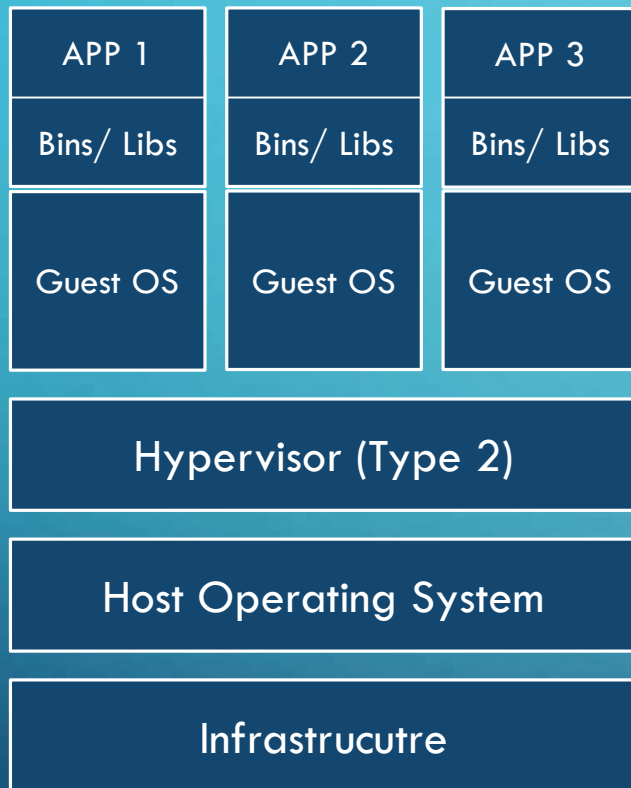 APP 1
APP 2
APP 3
Bins/ Libs
Bins/ Libs
Bins/ Libs
Guest OS
Guest OS
Guest OS
Hypervisor (Type 2)
Host Operating System
Infrastrucutre